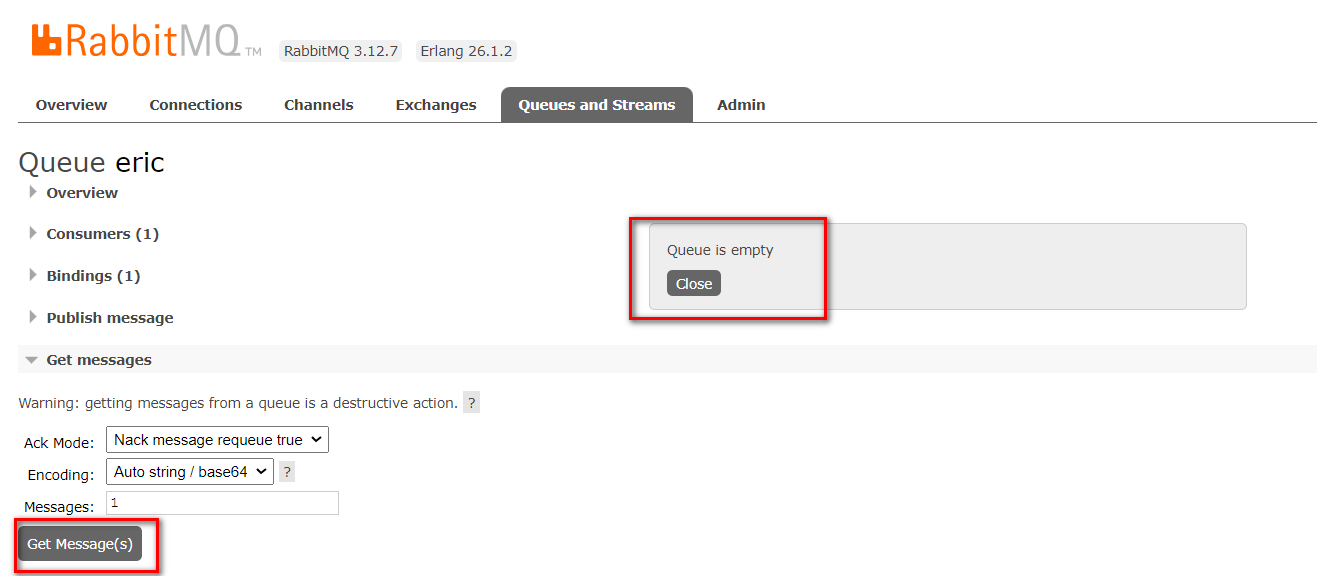 RabbitMQ TM RabbitMQ 3.12.7 Erlang 26.1.2
Overview Connections Channels Exchanges Queues and Streams Admin
Queue eric
Overview
Consumers (1)
Queue is empty
Bindings (1)
Close
Publish message
Get messages
Warning: getting messages from a queue is a destructive action. ?
Ack Mode: Nack message requeue true
Encoding: Auto string / base64 ?
Messages: 1
Get Message(s)